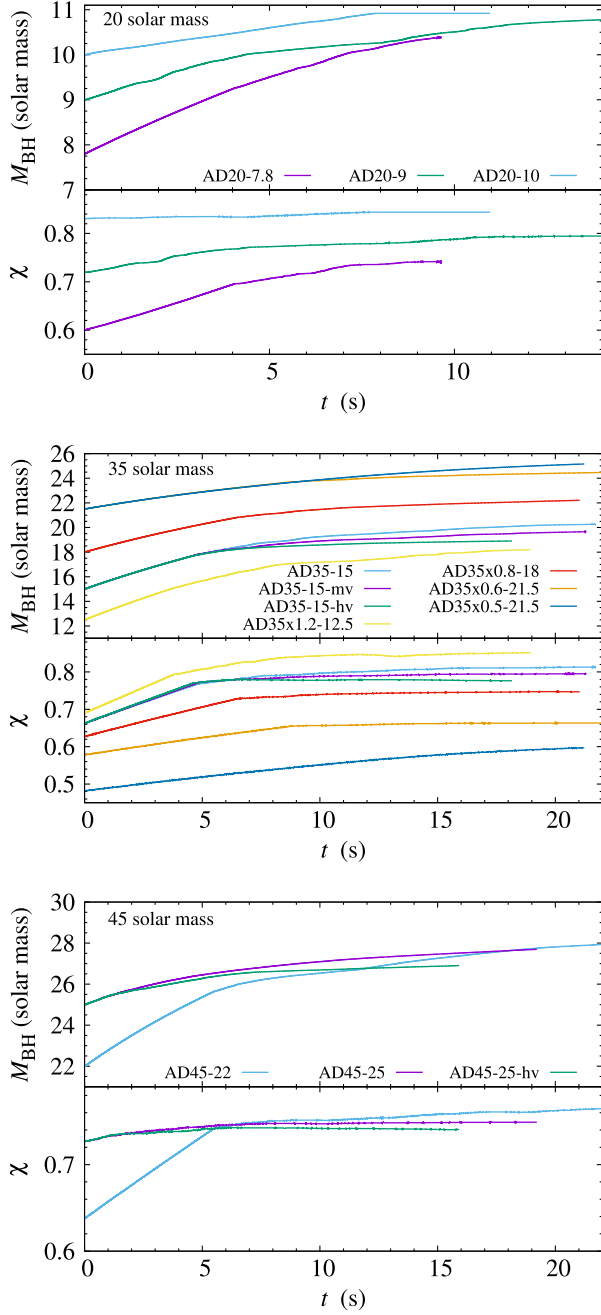 20 solar mass
11
10
9
8
7
M_BH (solar mass)
AD20-7.8 AD20-9 AD20-10
0.8
0.7
0.6
χ
0 5 10
t (s)
35 solar mass
26
24
22
20
18
16
14
12
M_BH (solar mass)
AD35-15 AD35x0.8-18
AD35-15-mv AD35x0.6-21.5
AD35-15-hv AD35x0.5-21.5
AD35x1.2-12.5
0.8
0.7
0.6
0.5
χ
0 5 10 15 20
t (s)
45 solar mass
30
28
26
24
22
M_BH (solar mass)
AD45-22 AD45-25 AD45-25-hv
0.7
0.6
χ
0 5 10 15 20
t (s)